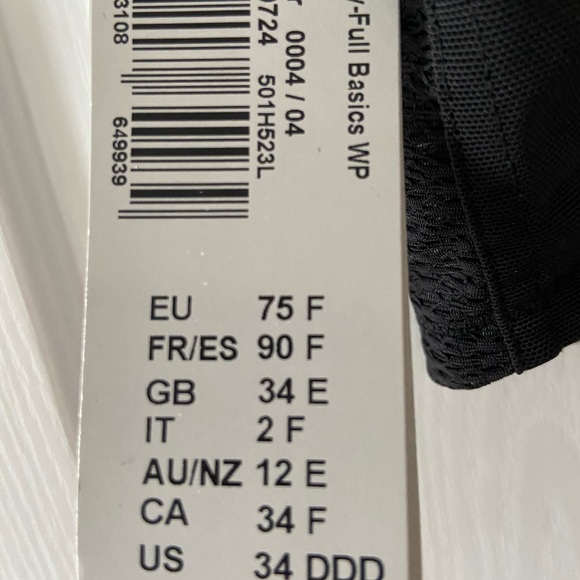 y-Full Basics WP
0004 / 04
0724 501H523L
3108
649939
EU 75 F
FR/ES 90 F
GB 34 E
IT 2 F
AU/NZ 12 E
CA 34 F
US 34 DDD